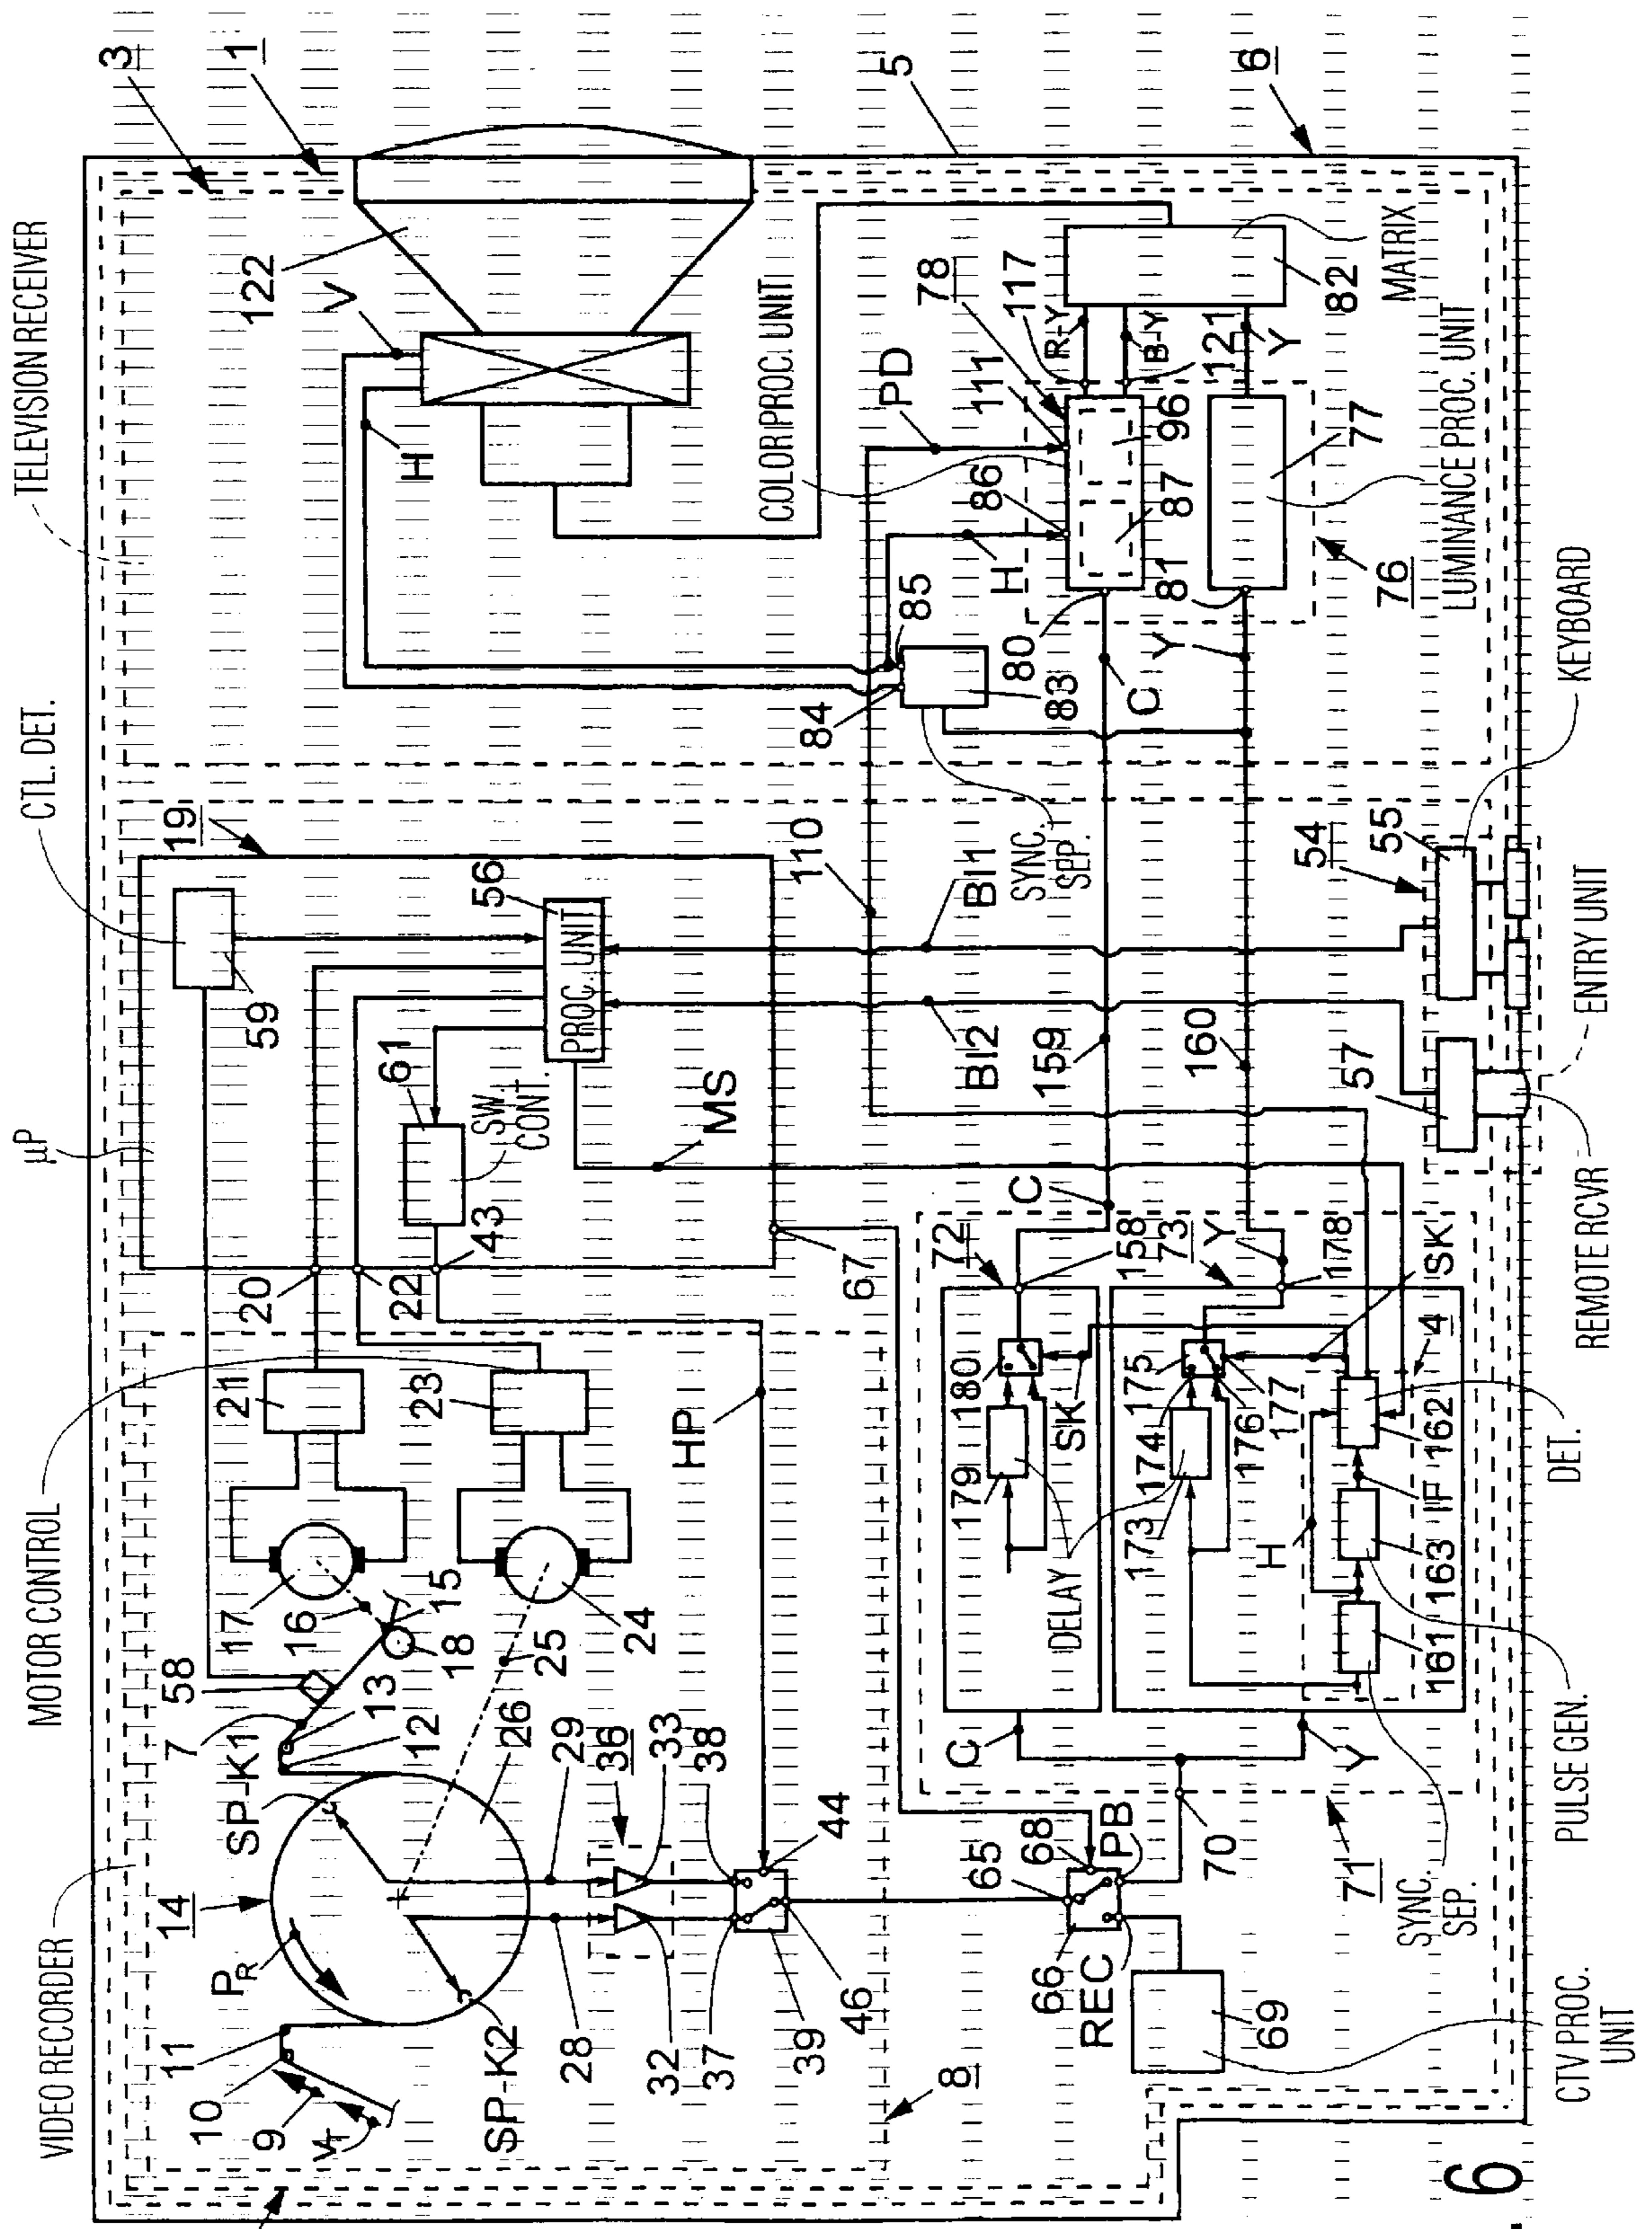 VIDEO RECORDER
MOTOR CONTROL
µP
CTL. DET.
TELEVISION RECEIVER
3
1
5
6
10
9
VT
11
PR
14
SP-K1
SP-K2
7
12
13
58
15
16
17
18
20
21
22
23
24
25
26
28
29
32
33
36
37
38
39
44
46
HP
8
19
59
61
SW.
CONT.
43
56
PROC. UNIT
MS
67
110
BI1
BI2
SYNC.
SEP.
122
V
H
COLOR PROC. UNIT
PD
84
85
83
H
86
111
78
117
R-Y
B-Y
121
Y
MATRIX
82
80
81
87
96
C
Y
76
77
LUMINANCE PROC. UNIT
159
160
65
68
66
REC
PB
69
70
71
C
Y
72
158
73
Y
178
C
179
180
SK
DELAY
173
174
175
176
177
SK
H
161
163
IF
162
4
57
54
55
KEYBOARD
ENTRY UNIT
REMOTE RCVR
DET.
PULSE GEN.
SYNC.
SEP.
CTV PROC.
UNIT
6